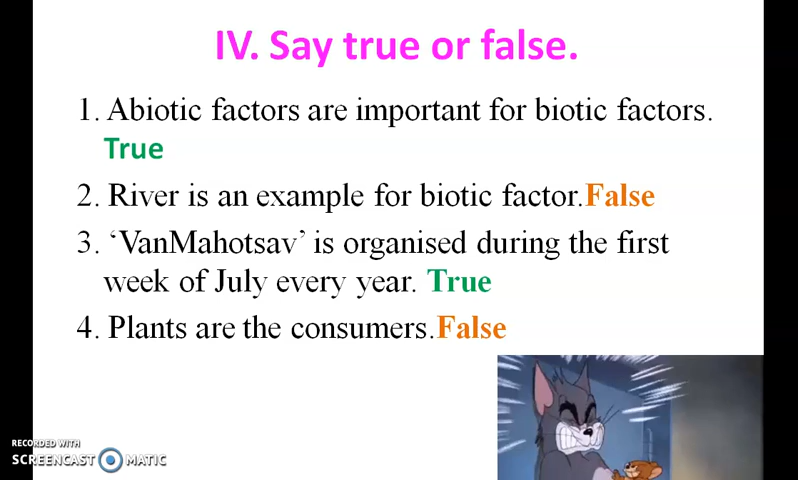 IV. Say true or false.
1. Abiotic factors are important for biotic factors.
True
2. River is an example for biotic factor.False
3. ‘VanMahotsav’ is organised during the first
week of July every year. True
4. Plants are the consumers.False
RECORDED WITH
SCREENCAST MATIC